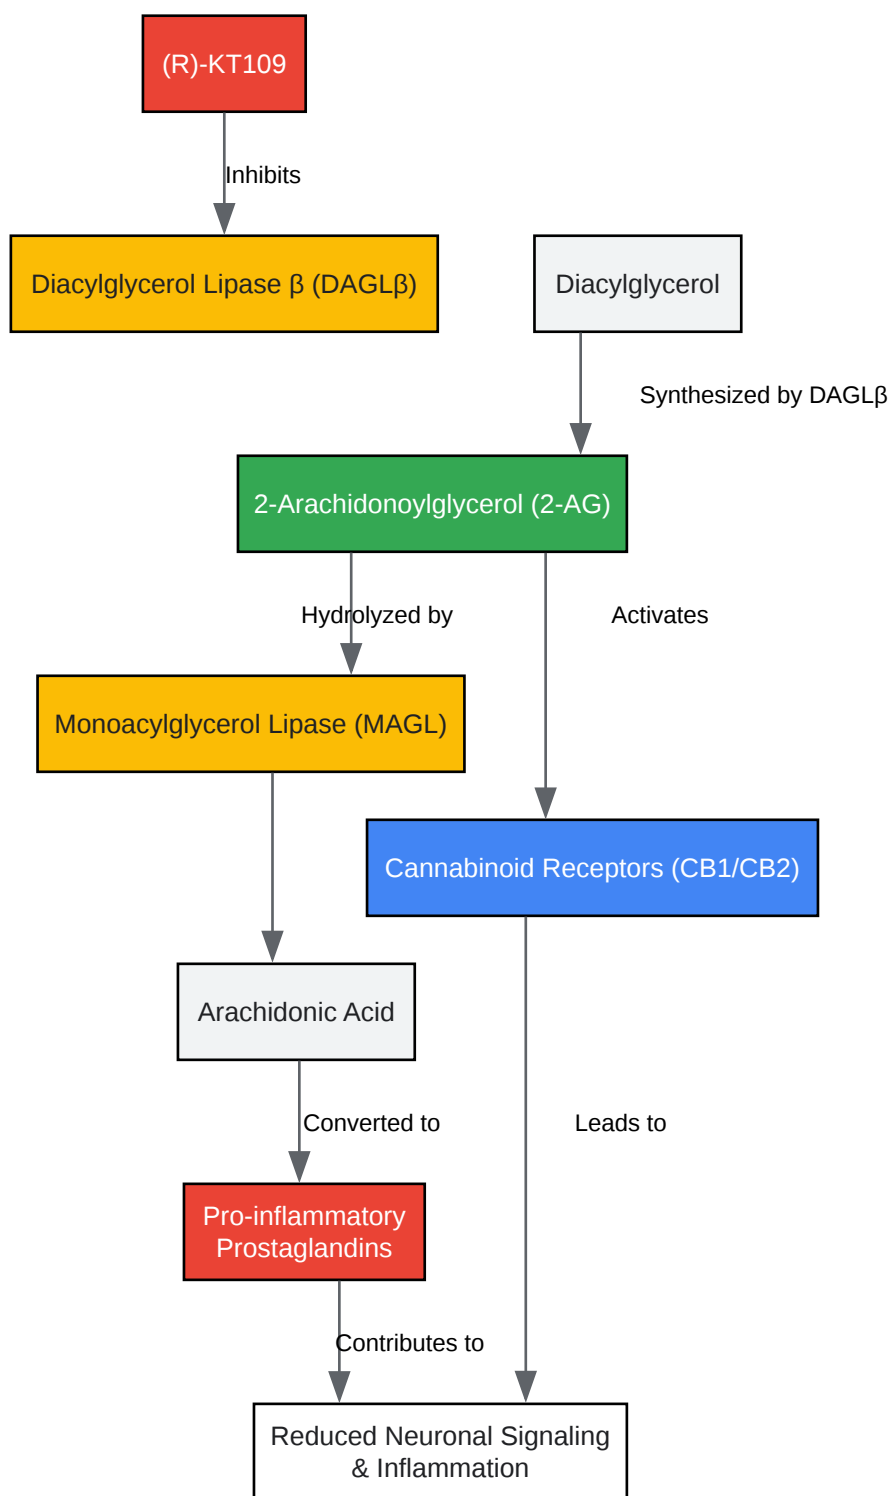 (R)-KT109
Inhibits
Diacylglycerol Lipase β (DAGLβ)
Diacylglycerol
Synthesized by DAGLβ
2-Arachidonoylglycerol (2-AG)
Hydrolyzed by
Activates
Monoacylglycerol Lipase (MAGL)
Cannabinoid Receptors (CB1/CB2)
Arachidonic Acid
Converted to
Leads to
Pro-inflammatory
Prostaglandins
Contributes to
Reduced Neuronal Signaling
& Inflammation